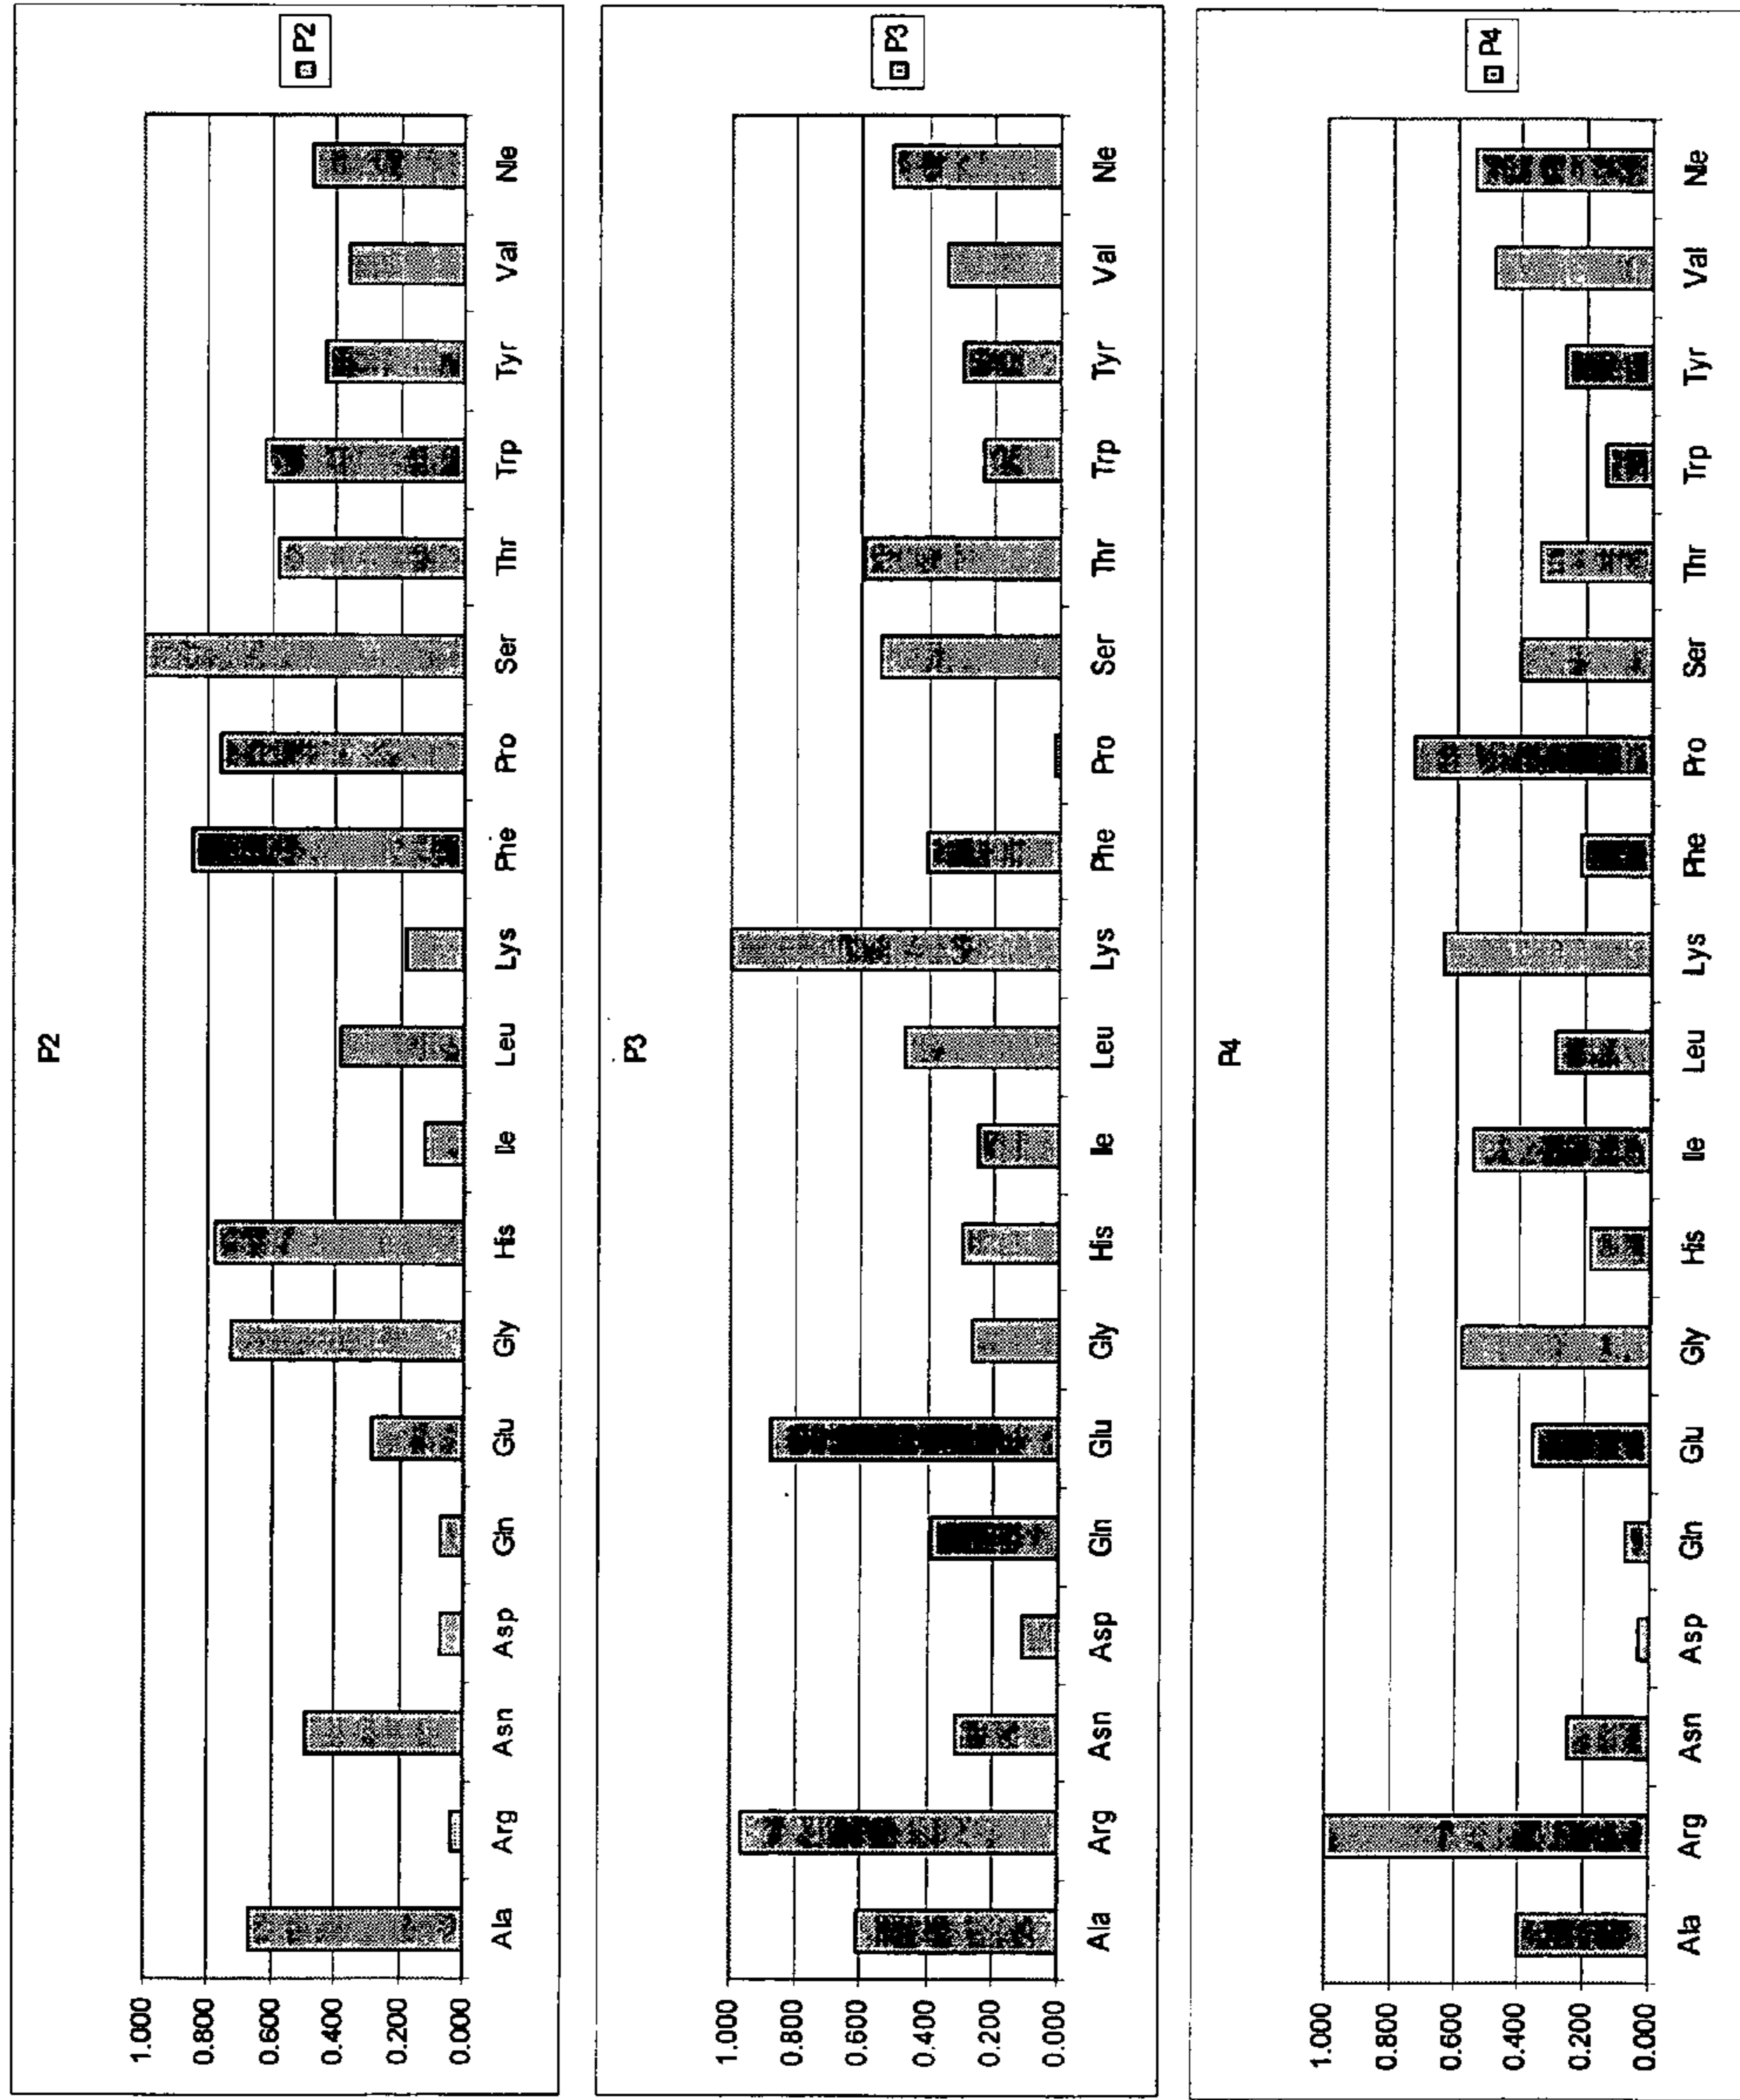 P2
1.000
0.800
0.600
0.400
0.200
0.000
Ala Arg Asn Asp Gln Glu Gly His Ile Leu Lys Phe Pro Ser Thr Trp Tyr Val Nle
P2
P3
1.000
0.800
0.600
0.400
0.200
0.000
Ala Arg Asn Asp Gln Glu Gly His Ile Leu Lys Phe Pro Ser Thr Trp Tyr Val Nle
P3
P4
1.000
0.800
0.600
0.400
0.200
0.000
Ala Arg Asn Asp Gln Glu Gly His Ile Leu Lys Phe Pro Ser Thr Trp Tyr Val Nle
P4